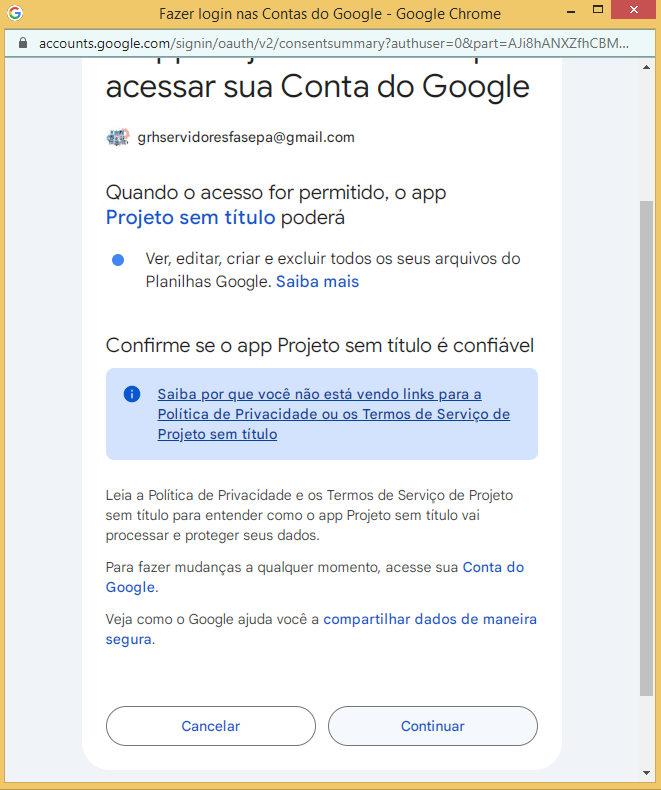 Fazer login nas Contas do Google - Google Chrome
accounts.google.com/signin/oauth/v2/consentsummary?authuser=0&part=AJi8hANXZfhCBM...
acessar sua Conta do Google
grhservidoresfasepa@gmail.com
Quando o acesso for permitido, o app
Projeto sem título poderá
Ver, editar, criar e excluir todos os seus arquivos do
Planilhas Google. Saiba mais
Confirme se o app Projeto sem título é confiável
Saiba por que você não está vendo links para a
Política de Privacidade ou os Termos de Serviço de
Projeto sem título
Leia a Política de Privacidade e os Termos de Serviço de Projeto
sem título para entender como o app Projeto sem título vai
processar e proteger seus dados.
Para fazer mudanças a qualquer momento, acesse sua Conta do
Google.
Veja como o Google ajuda você a compartilhar dados de maneira
segura.
Cancelar
Continuar